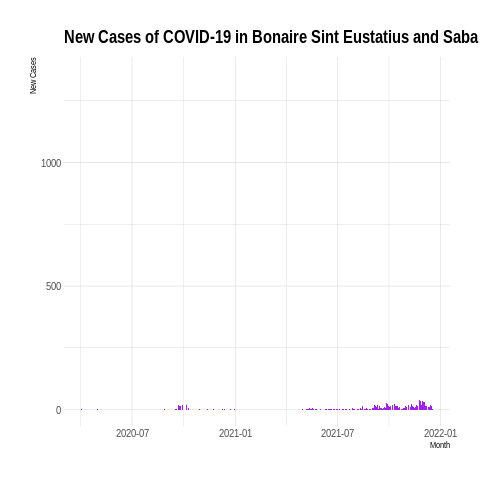 New Cases of COVID-19 in Bonaire Sint Eustatius and Saba
New Cases
1000
500
0
2020-07 2021-01 2021-07 2022-01
Month